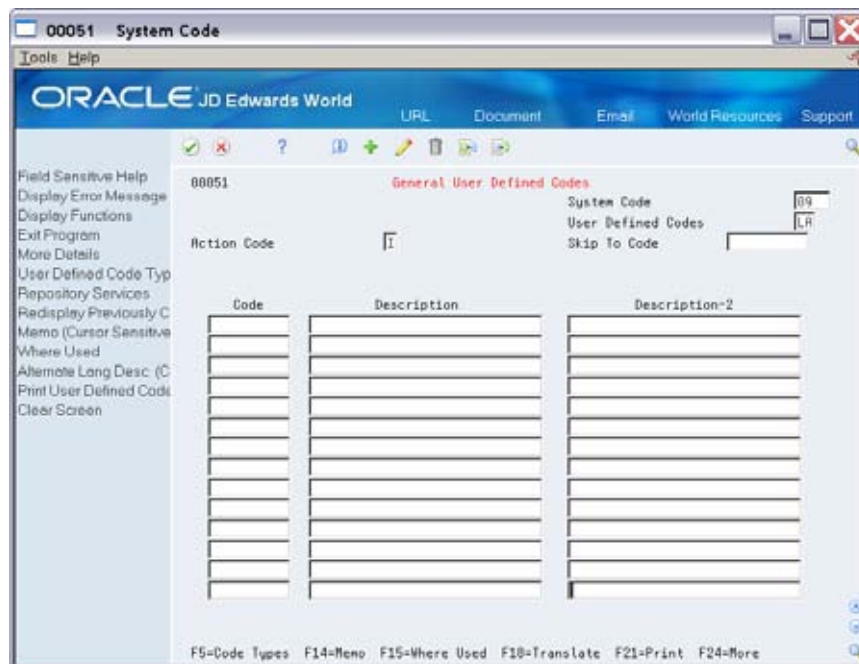 00051 System Code
Tools Help
ORACLE JD Edwards World
URL Document Email World Resources Support
Field Sensitive Help
Display Error Message
Display Functions
Exit Program
More Details
User Defined Code Typ
Repository Services
Redisplay Previously C
Memo (Cursor Sensitive
Where Used
Alternate Lang Desc (C
Print User Defined Code
Clear Screen
00051 General User Defined Codes
System Code 09
User Defined Codes LA
Action Code I Skip To Code
Code Description Description-2
F5=Code Types F14=Memo F15=Where Used F18=Translate F21=Print F24=More